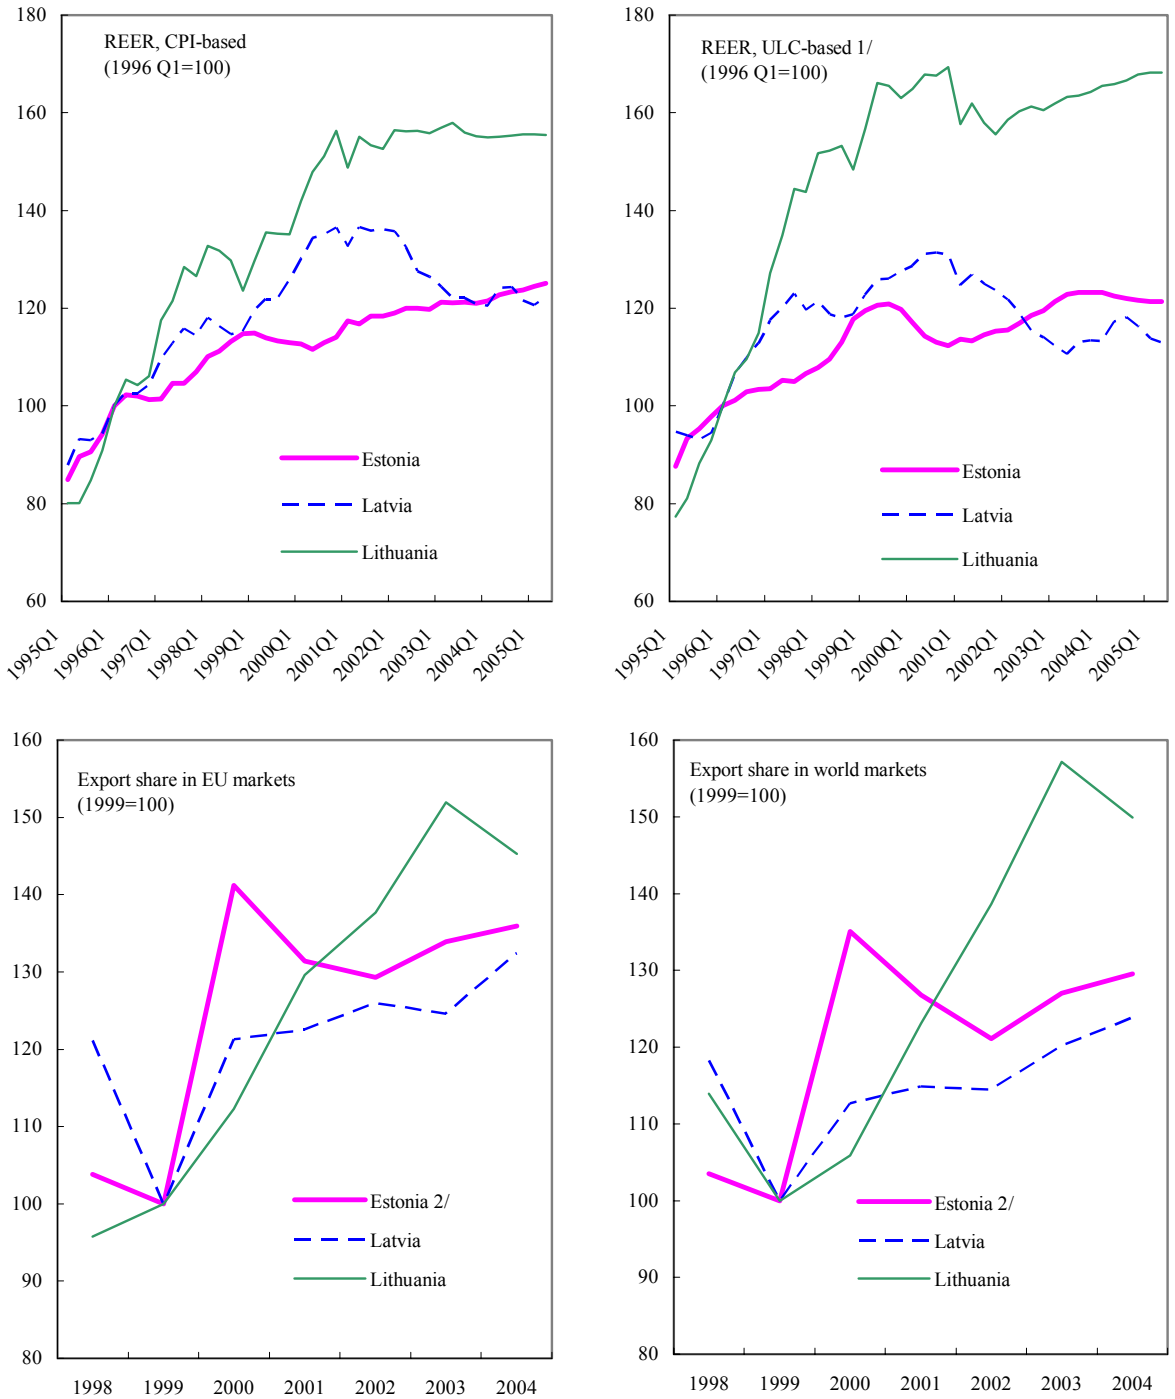 REER, CPI-based
(1996 Q1=100)
180
160
140
120
100
80
60
Estonia
Latvia
Lithuania
1995Q1
1996Q1
1997Q1
1998Q1
1999Q1
2000Q1
2001Q1
2002Q1
2003Q1
2004Q1
2005Q1
REER, ULC-based 1/
(1996 Q1=100)
180
160
140
120
100
80
60
Estonia
Latvia
Lithuania
1995Q1
1996Q1
1997Q1
1998Q1
1999Q1
2000Q1
2001Q1
2002Q1
2003Q1
2004Q1
2005Q1
Export share in EU markets
(1999=100)
160
150
140
130
120
110
100
90
80
Estonia 2/
Latvia
Lithuania
1998 1999 2000 2001 2002 2003 2004
Export share in world markets
(1999=100)
160
150
140
130
120
110
100
90
80
Estonia 2/
Latvia
Lithuania
1998 1999 2000 2001 2002 2003 2004